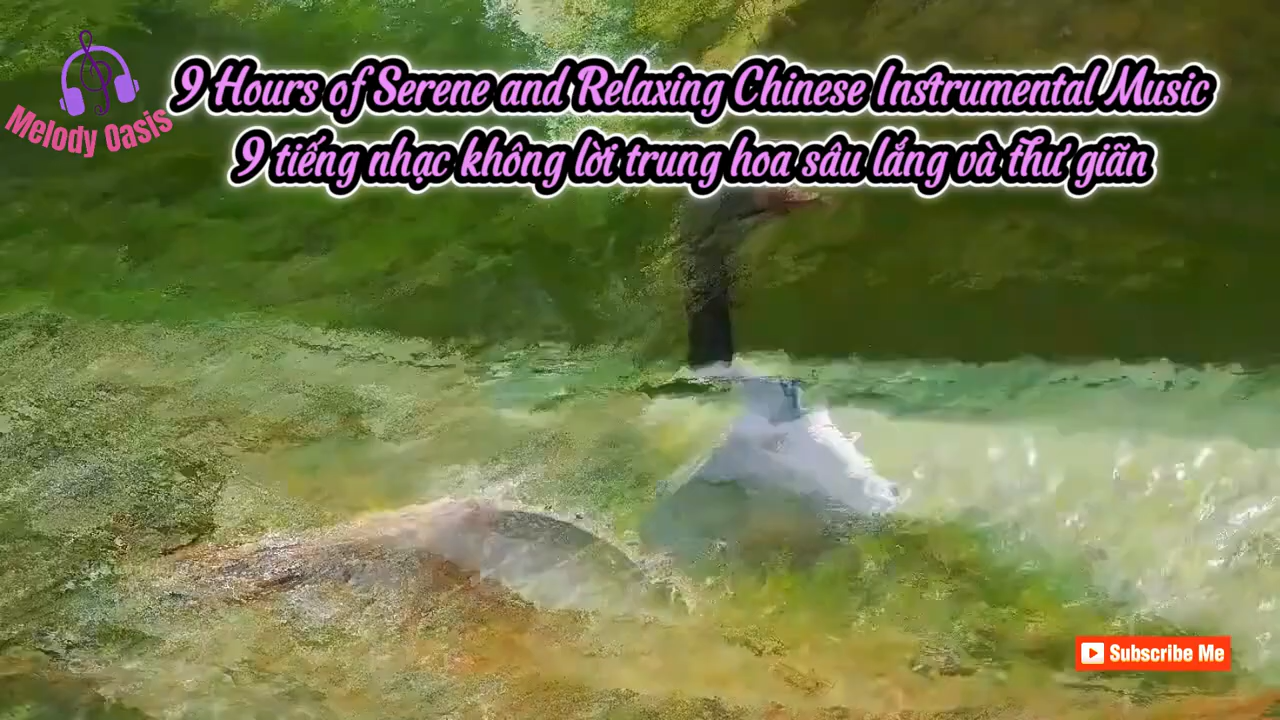 9 Hours of Serene and Relaxing Chinese Instrumental Music
9 tiếng nhạc không lời trung hoa sâu lắng và thư giãn
Melody Oasis
Subscribe Me